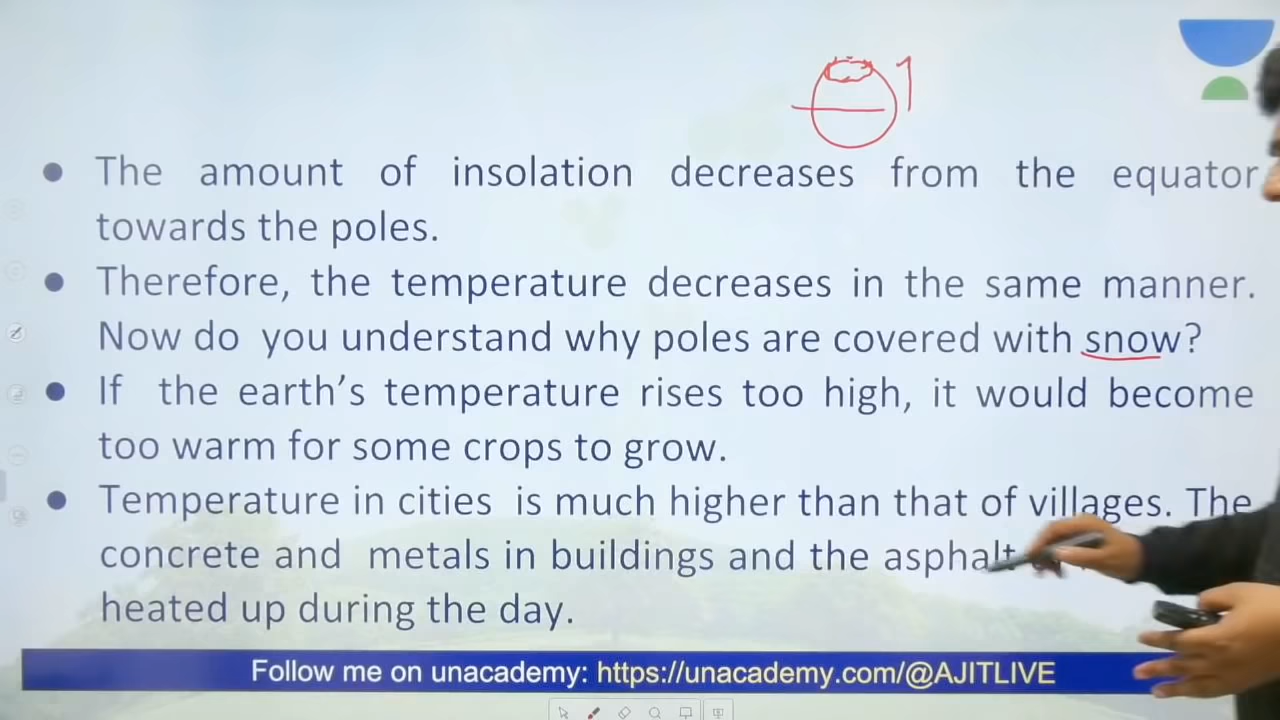 The amount of insolation decreases from the equator
towards the poles.
Therefore, the temperature decreases in the same manner.
Now do you understand why poles are covered with snow?
If the earth's temperature rises too high, it would become
too warm for some crops to grow.
Temperature in cities is much higher than that of villages. The
concrete and metals in buildings and the asphalt
heated up during the day.
Follow me on unacademy: https://unacademy.com/@AJITLIVE